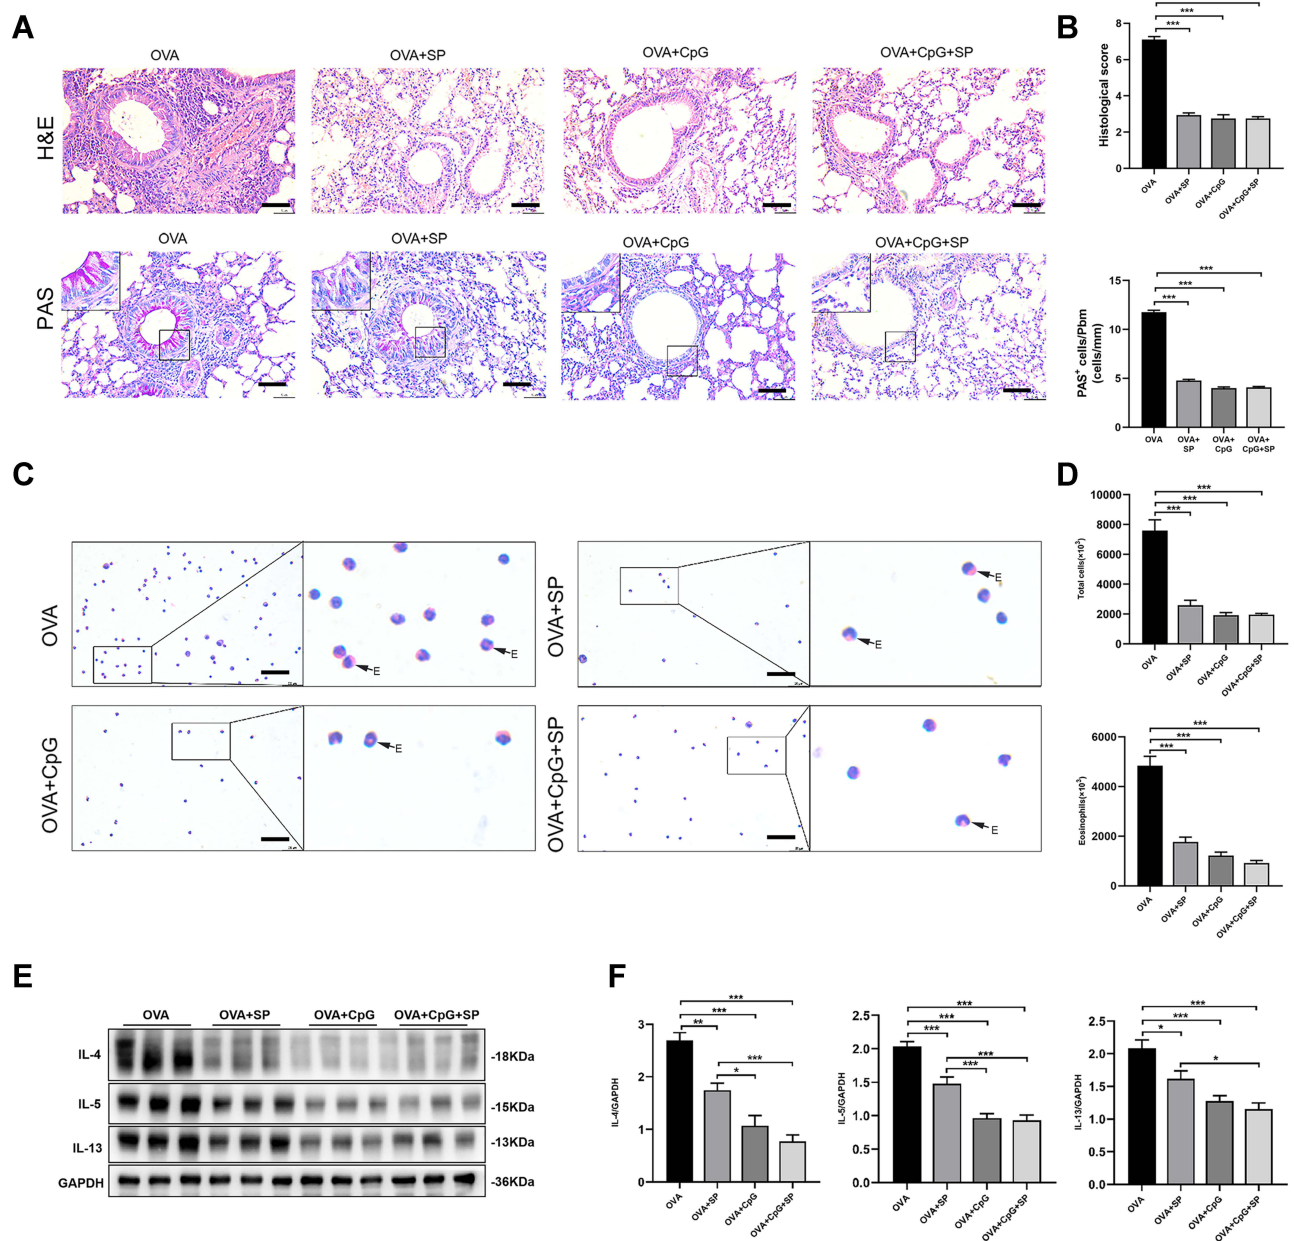 A
OVA
OVA+SP
OVA+CpG
OVA+CpG+SP
H&E
OVA
OVA+SP
OVA+CpG
OVA+CpG+SP
PAS
B
***
***
Histological score
8
6
4
2
0
OVA
OVA+SP
OVA+CpG
OVA+CpG+SP
***
***
***
PAS+ cells/Pbm
(cells/mm)
15
10
5
0
OVA
OVA+
SP
OVA+
CpG
OVA+
CpG+SP
C
OVA
E
E
OVA+SP
E
E
OVA+CpG
E
OVA+CpG+SP
E
D
***
***
***
Total cells(×10³)
10000
8000
6000
4000
2000
0
OVA
OVA+SP
OVA+CpG
OVA+CpG+SP
***
***
***
Eosinophils(×10³)
6000
4000
2000
0
OVA
OVA+SP
OVA+CpG
OVA+CpG+SP
E
OVA
OVA+SP
OVA+CpG
OVA+CpG+SP
IL-4
-18KDa
IL-5
-15KDa
IL-13
-13KDa
GAPDH
-36KDa
F
***
***
**
***
*
IL-4/GAPDH
3
2
1
0
OVA
OVA+SP
OVA+CpG
OVA+CpG+SP
***
***
***
***
***
IL-5/GAPDH
2.5
2.0
1.5
1.0
0.5
0.0
OVA
OVA+SP
OVA+CpG
OVA+CpG+SP
***
***
*
*
IL-13/GAPDH
2.5
2.0
1.5
1.0
0.5
0.0
OVA
OVA+SP
OVA+CpG
OVA+CpG+SP